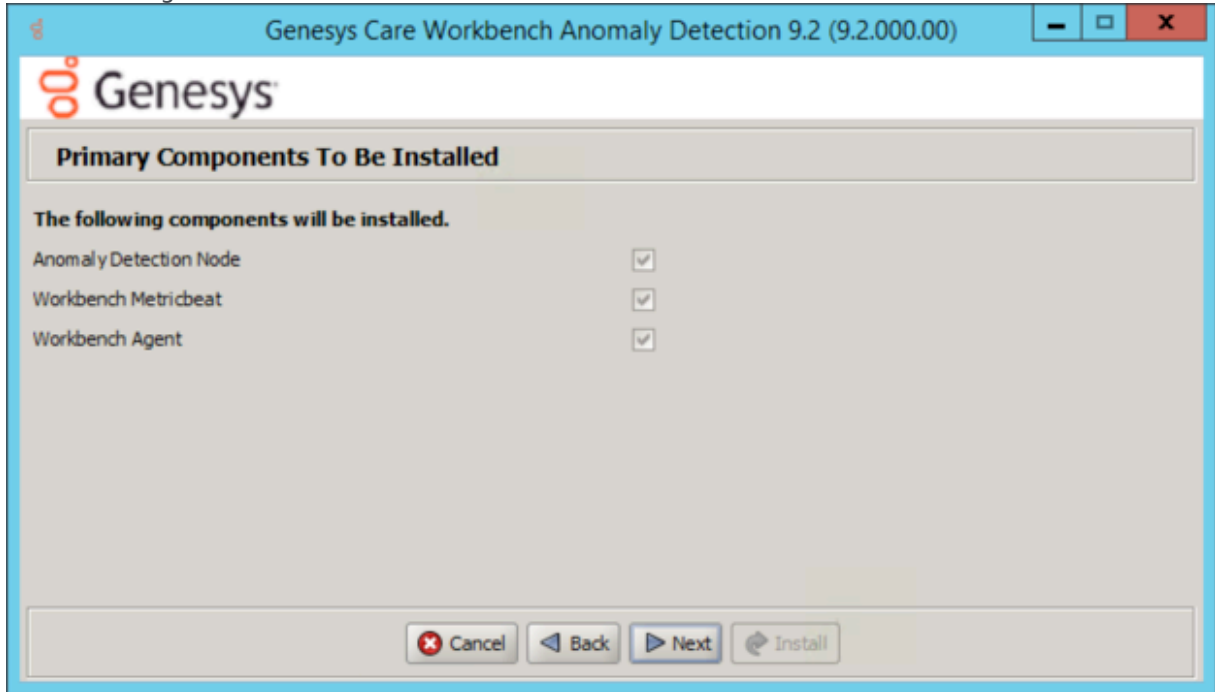 Genesys Care Workbench Anomaly Detection 9.2 (9.2.000.00)
Genesys
Primary Components To Be Installed
The following components will be installed.
Anomaly Detection Node
Workbench Metricbeat
Workbench Agent
Cancel Back Next Install